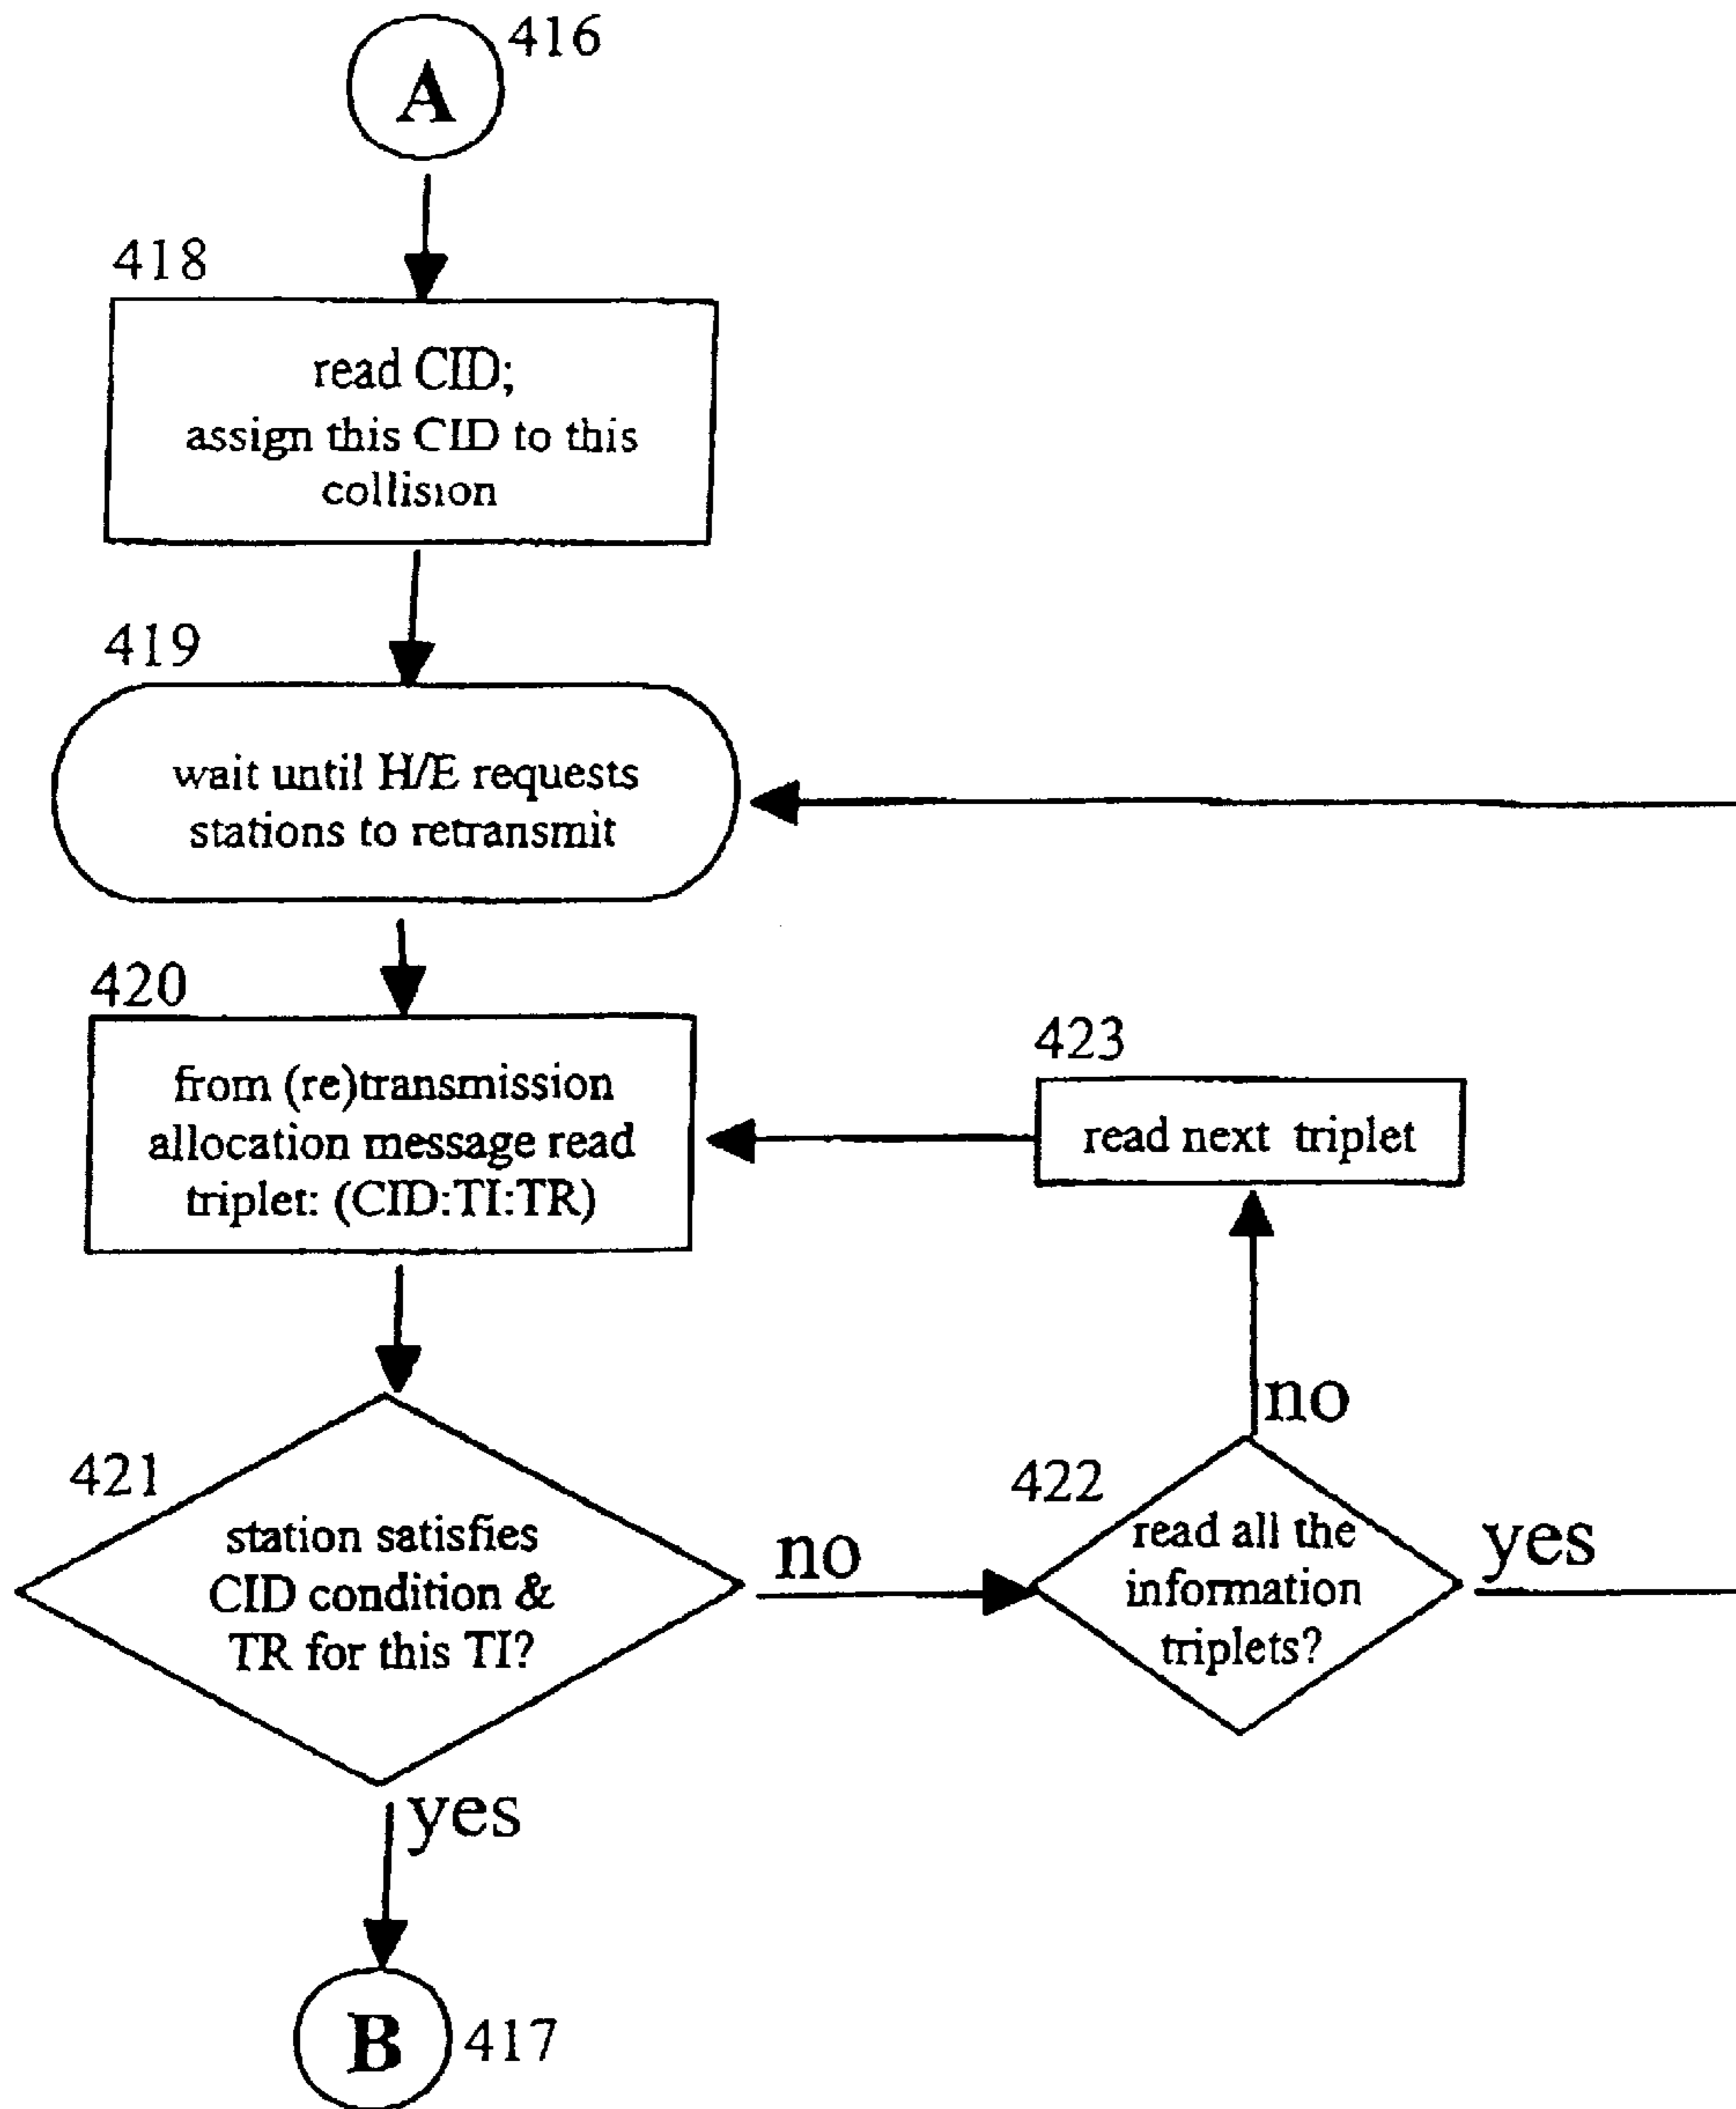 A
416
418
read CID;
assign this CID to this
collision
419
wait until H/E requests
stations to retransmit
420
from (re)transmission
allocation message read
triplet: (CID:TI:TR)
423
read next triplet
no
421
station satisfies
CID condition &
TR for this TI?
no
422
read all the
information
triplets?
yes
yes
B
417